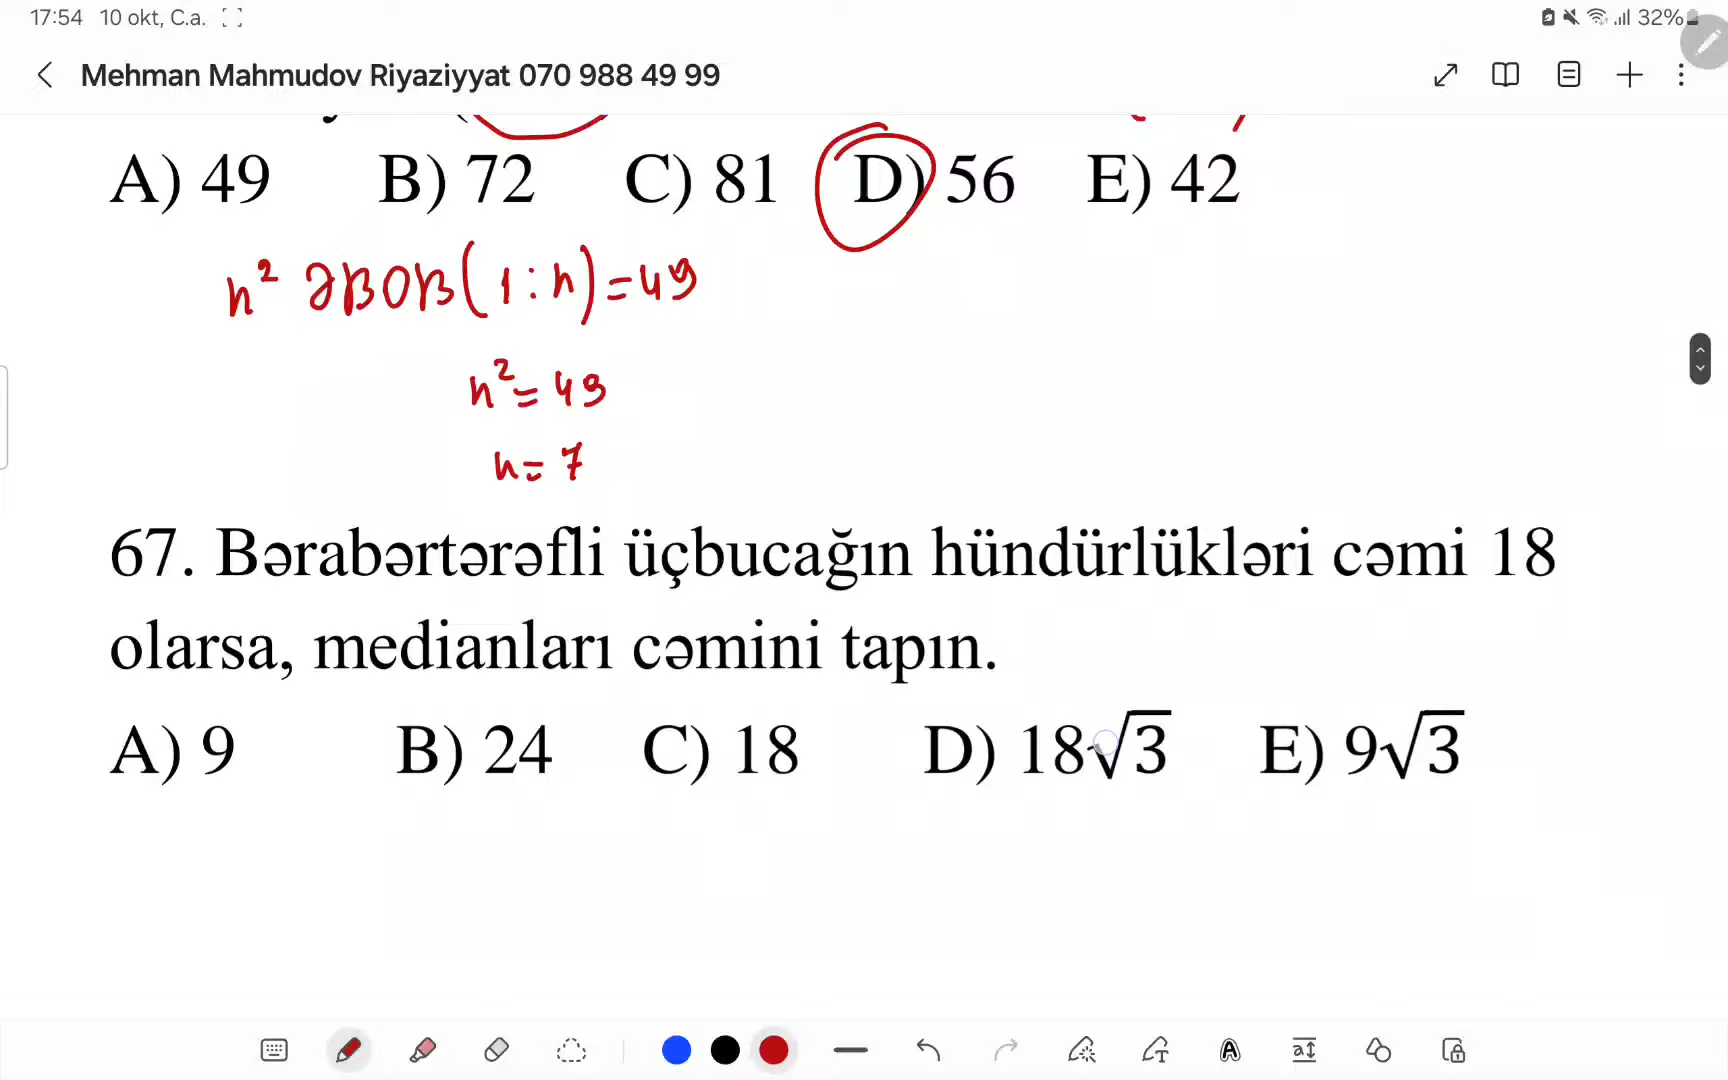 17:54 10 okt, C.a. 32%
Mehman Mahmudov Riyaziyyat 070 988 49 99
A) 49 B) 72 C) 81 D) 56 E) 42
n² ƏBOB(1:n)=49
n²=49
n=7
67. Bərabərtərəfli üçbucağın hündürlükləri cəmi 18
olarsa, medianları cəmini tapın.
A) 9 B) 24 C) 18 D) 18√3 E) 9√3